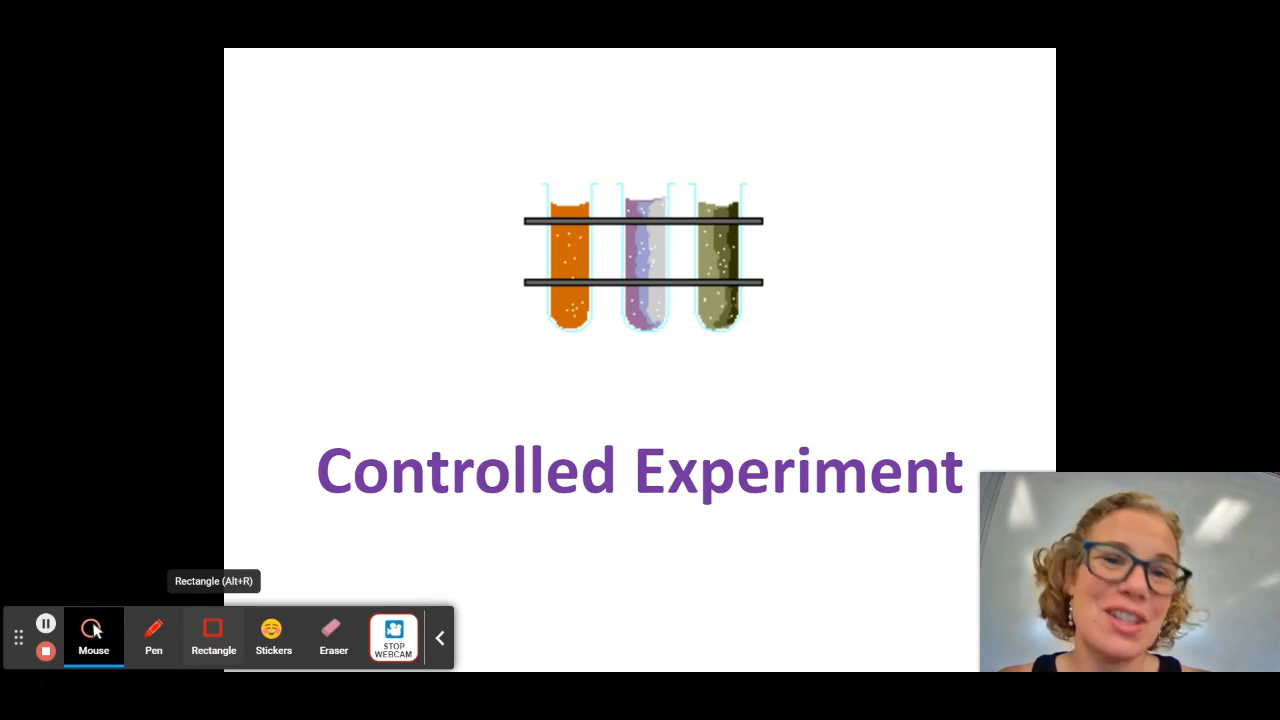 Controlled Experiment
Rectangle (Alt+R)
Mouse
Pen
Rectangle
Stickers
Eraser
STOP
WEBCAM